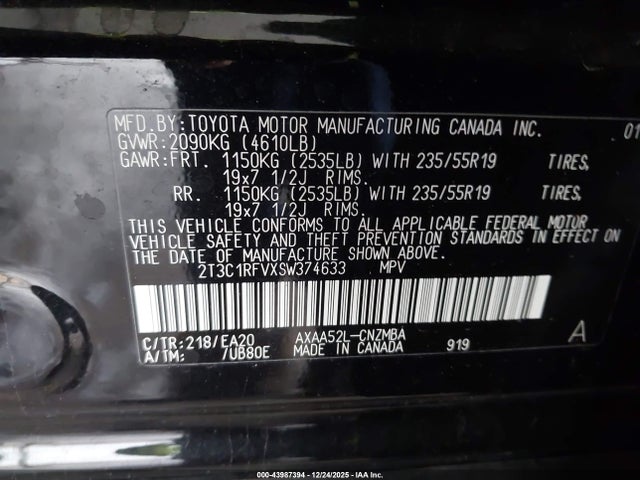 MFD.BY:TOYOTA MOTOR MANUFACTURING CANADA INC. 01
GVWR:2090KG (4610LB)
GAWR:FRT. 1150KG (2535LB) WITH 235/55R19 TIRES,
19x7 1/2J RIMS.
RR. 1150KG (2535LB) WITH 235/55R19 TIRES,
19x7 1/2J RIMS.
THIS VEHICLE CONFORMS TO ALL APPLICABLE FEDERAL MOTOR
VEHICLE SAFETY AND THEFT PREVENTION STANDARDS IN EFFECT ON
THE DATE OF MANUFACTURE SHOWN ABOVE.
2T3C1RFVXSW374633 MPV
C/TR:218/EA20 AXAA52L-CNZMBA A
A/TM: /UB80E MADE IN CANADA 919
000-43987394 - 12/24/2025 - IAA Inc.